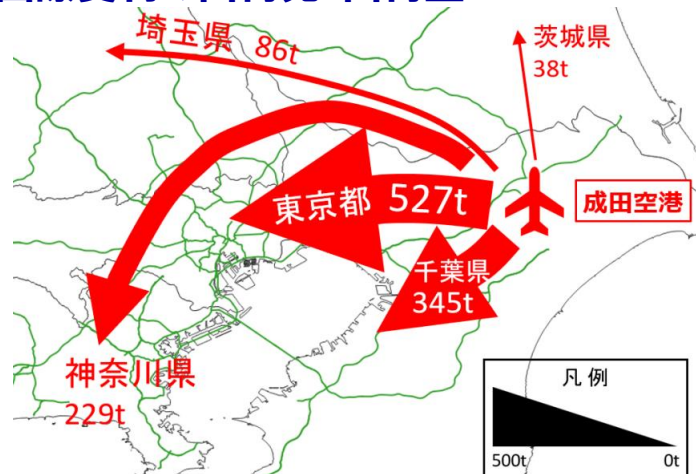 埼玉県 86t
茨城県
38t
東京都 527t
成田空港
千葉県
345t
神奈川県
229t
凡例
500t 0t